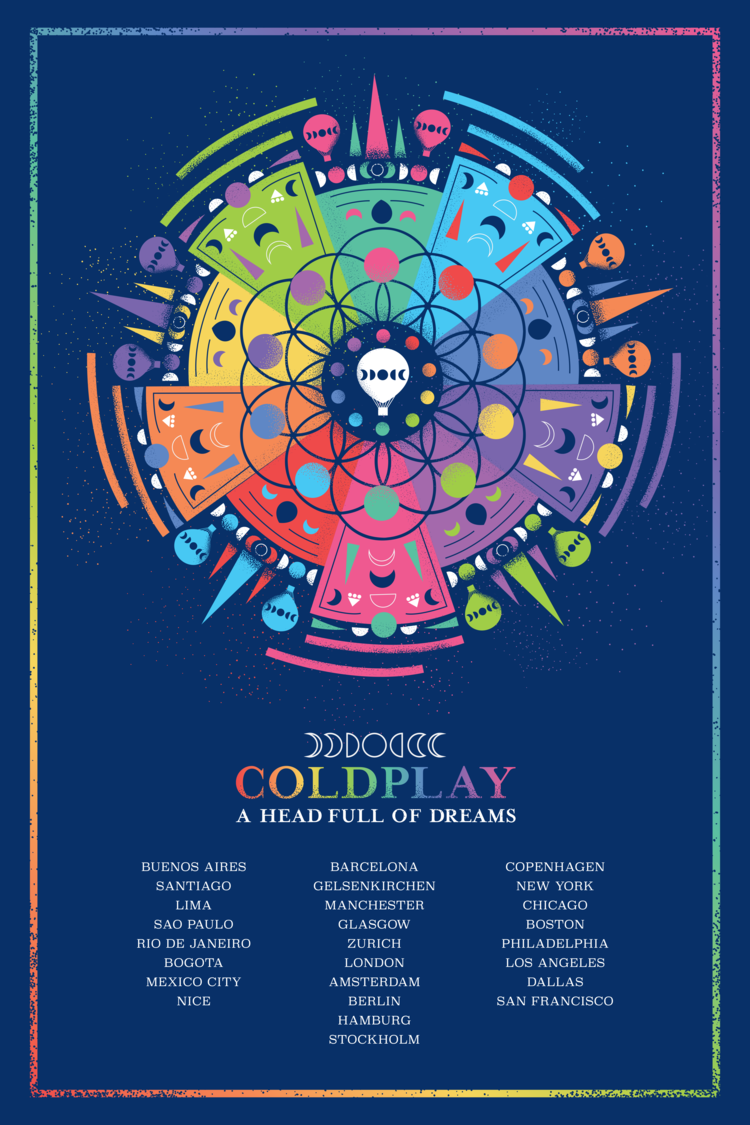 COLDPLAY
A HEAD FULL OF DREAMS
BUENOS AIRES
SANTIAGO
LIMA
SAO PAULO
RIO DE JANEIRO
BOGOTA
MEXICO CITY
NICE
BARCELONA
GELSENKIRCHEN
MANCHESTER
GLASGOW
ZURICH
LONDON
AMSTERDAM
BERLIN
HAMBURG
STOCKHOLM
COPENHAGEN
NEW YORK
CHICAGO
BOSTON
PHILADELPHIA
LOS ANGELES
DALLAS
SAN FRANCISCO